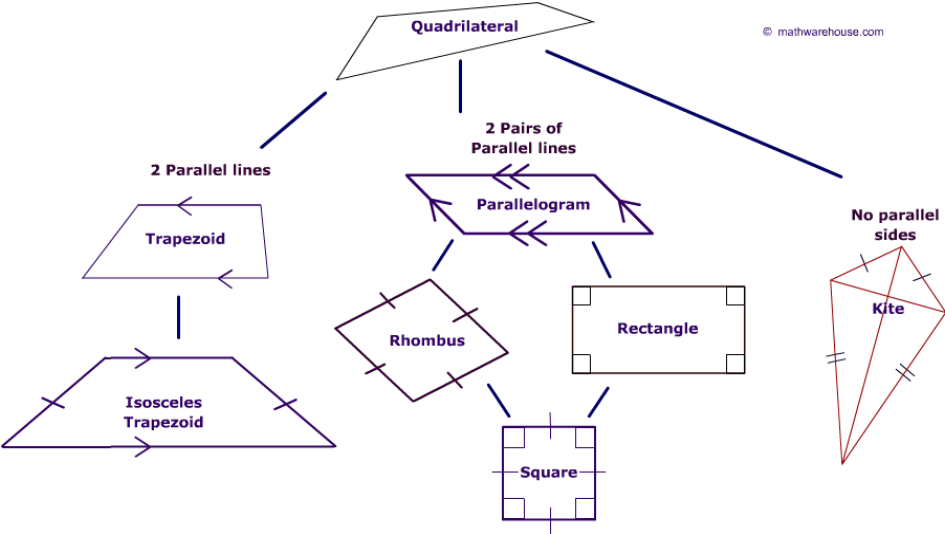 Quadrilateral
© mathwarehouse.com
2 Pairs of
Parallel lines
2 Parallel lines
Parallelogram
No parallel
sides
Trapezoid
Kite
Rhombus
Rectangle
Isosceles
Trapezoid
Square